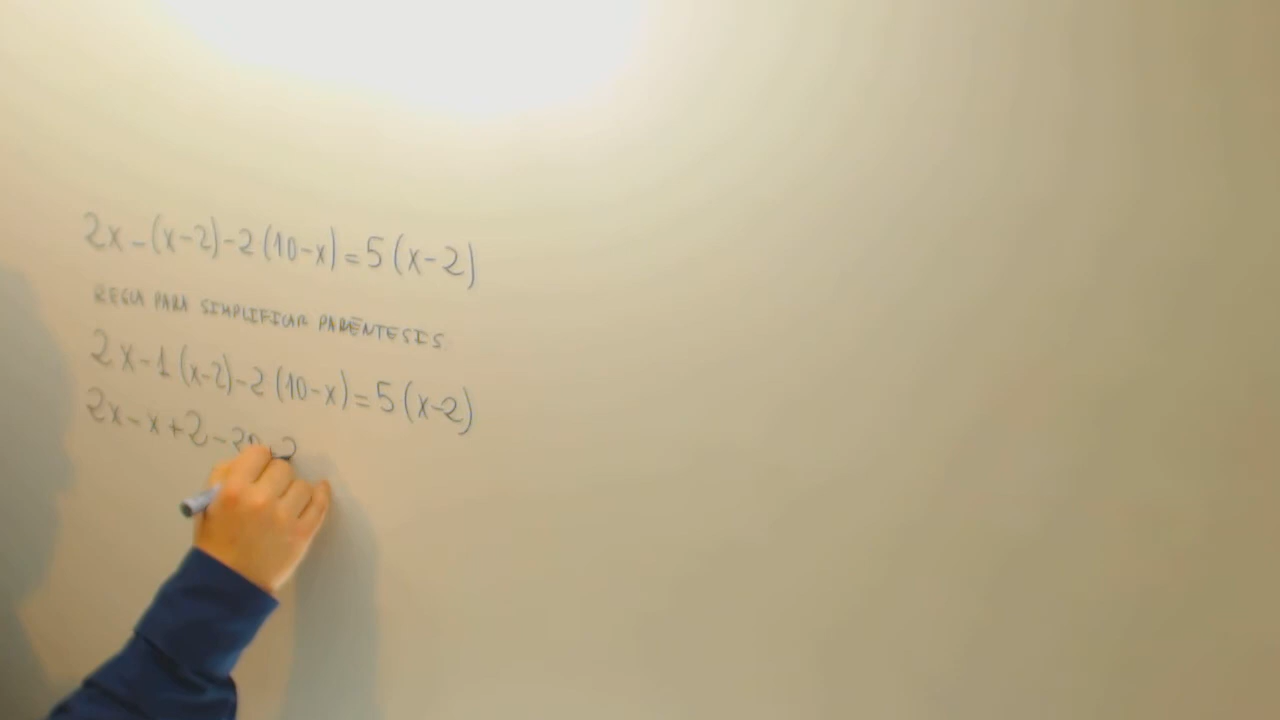 2x-(x-2)-2(10-x)=5(x-2)
REGLA PARA SIMPLIFICAR PARÉNTESIS
2x-1(x-2)-2(10-x)=5(x-2)
2x-x+2-20+2